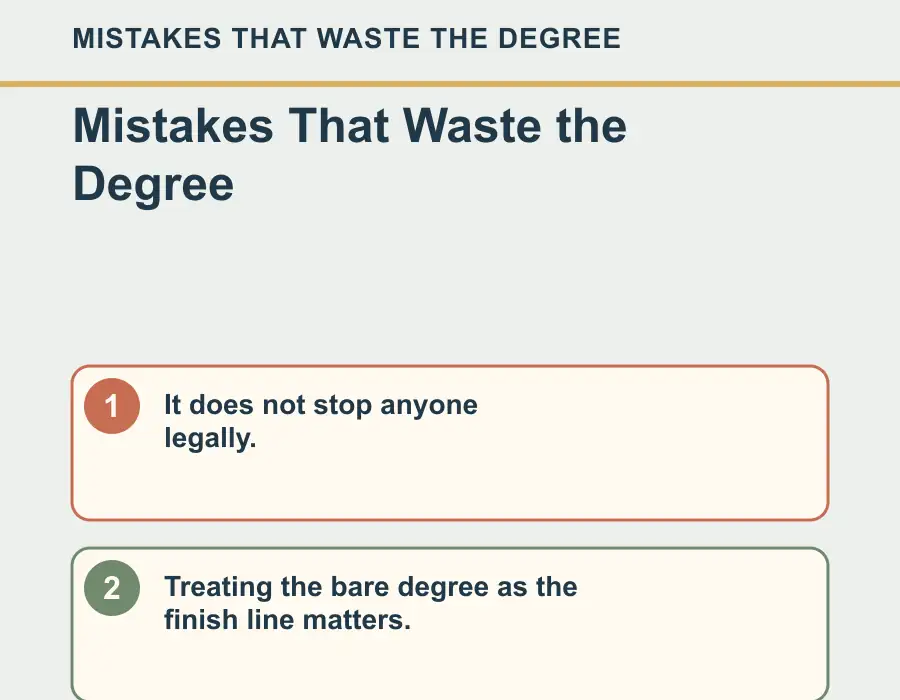 MISTAKES THAT WASTE THE DEGREE
Mistakes That Waste the
Degree
1
It does not stop anyone
legally.
2
Treating the bare degree as the
finish line matters.